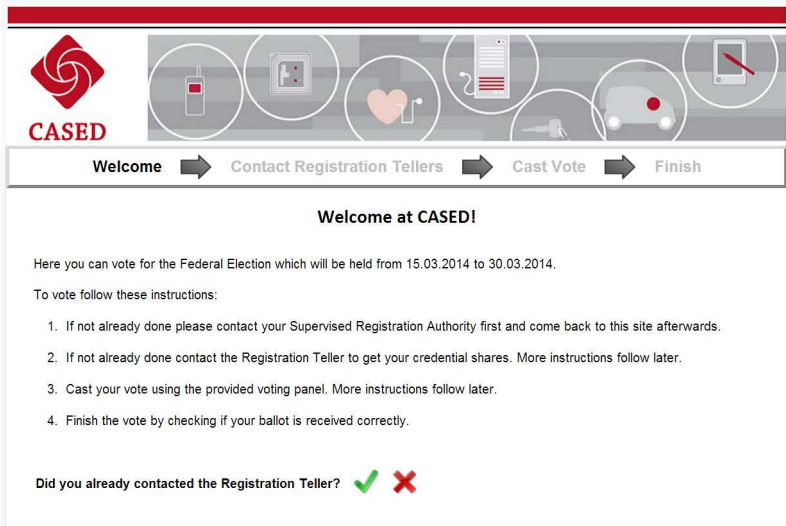 CASED
Welcome Contact Registration Tellers Cast Vote Finish
Welcome at CASED!
Here you can vote for the Federal Election which will be held from 15.03.2014 to 30.03.2014.
To vote follow these instructions:
1. If not already done please contact your Supervised Registration Authority first and come back to this site afterwards.
2. If not already done contact the Registration Teller to get your credential shares. More instructions follow later.
3. Cast your vote using the provided voting panel. More instructions follow later.
4. Finish the vote by checking if your ballot is received correctly.
Did you already contacted the Registration Teller?